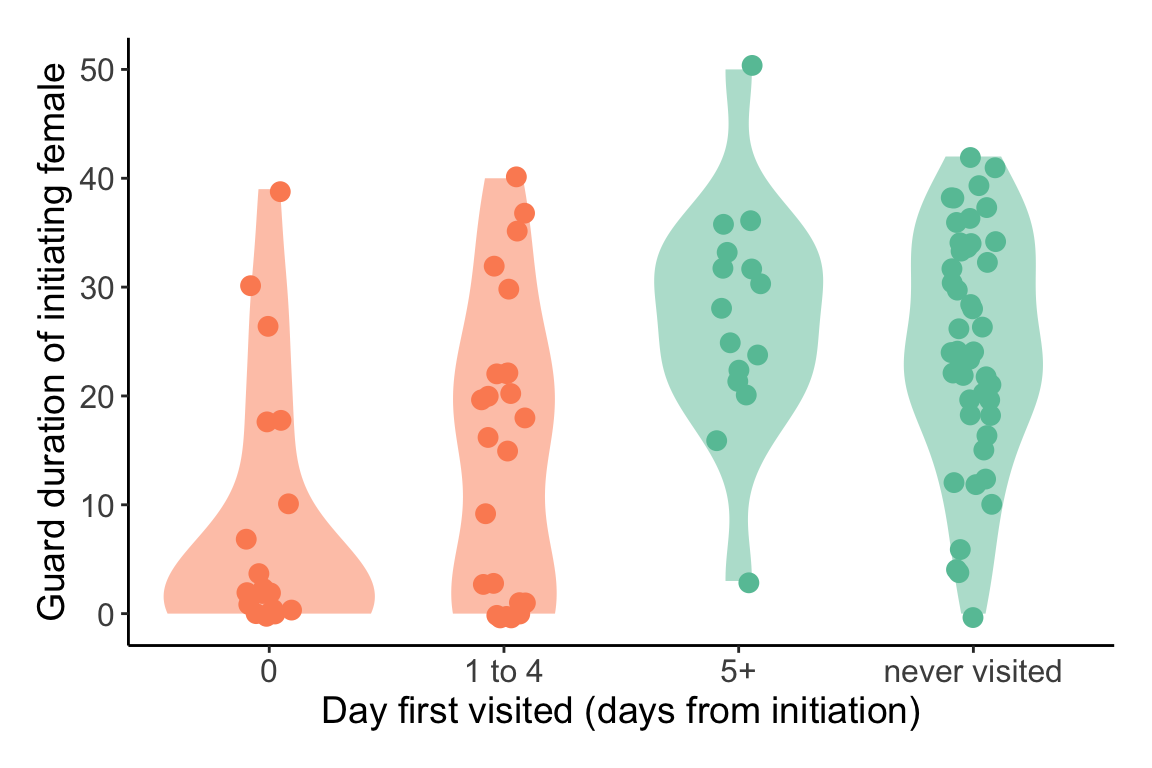 Guard duration of initiating female
50
40
30
20
10
0
0 1 to 4 5+ never visited
Day first visited (days from initiation)